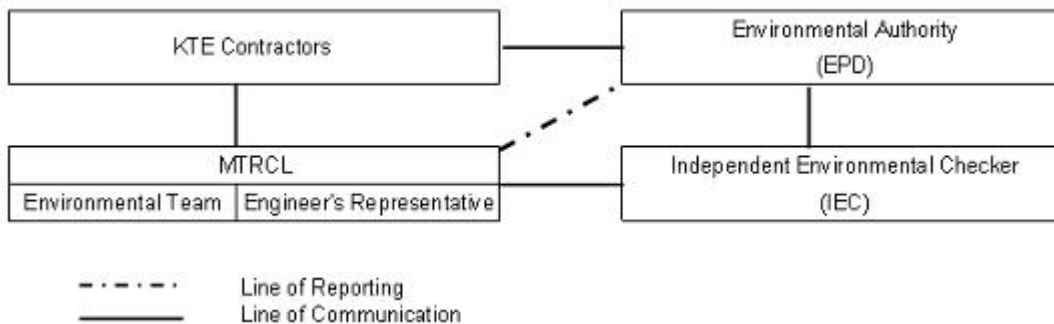 KTE Contractors
Environmental Authority
(EPD)
MTRCL
Environmental Team
Engineer's Representative
Independent Environmental Checker
(IEC)
Line of Reporting
Line of Communication